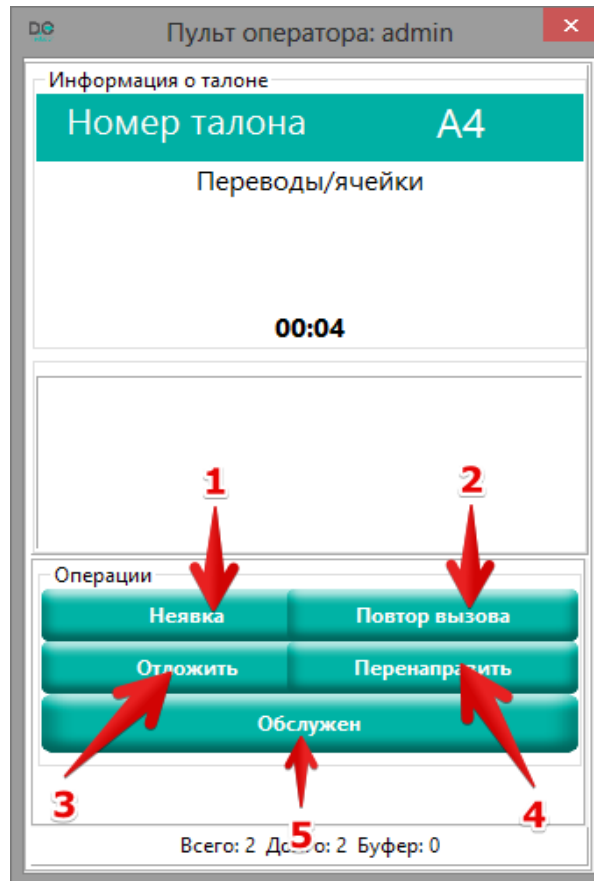 Пульт оператора: admin
Информация о талоне
Номер талона A4
Переводы/ячейки
00:04
1 2
Операции
Неявка Повтор вызова
Отложить Перенаправить
Обслужен
3 5 4
Всего: 2 Долго: 2 Буфер: 0